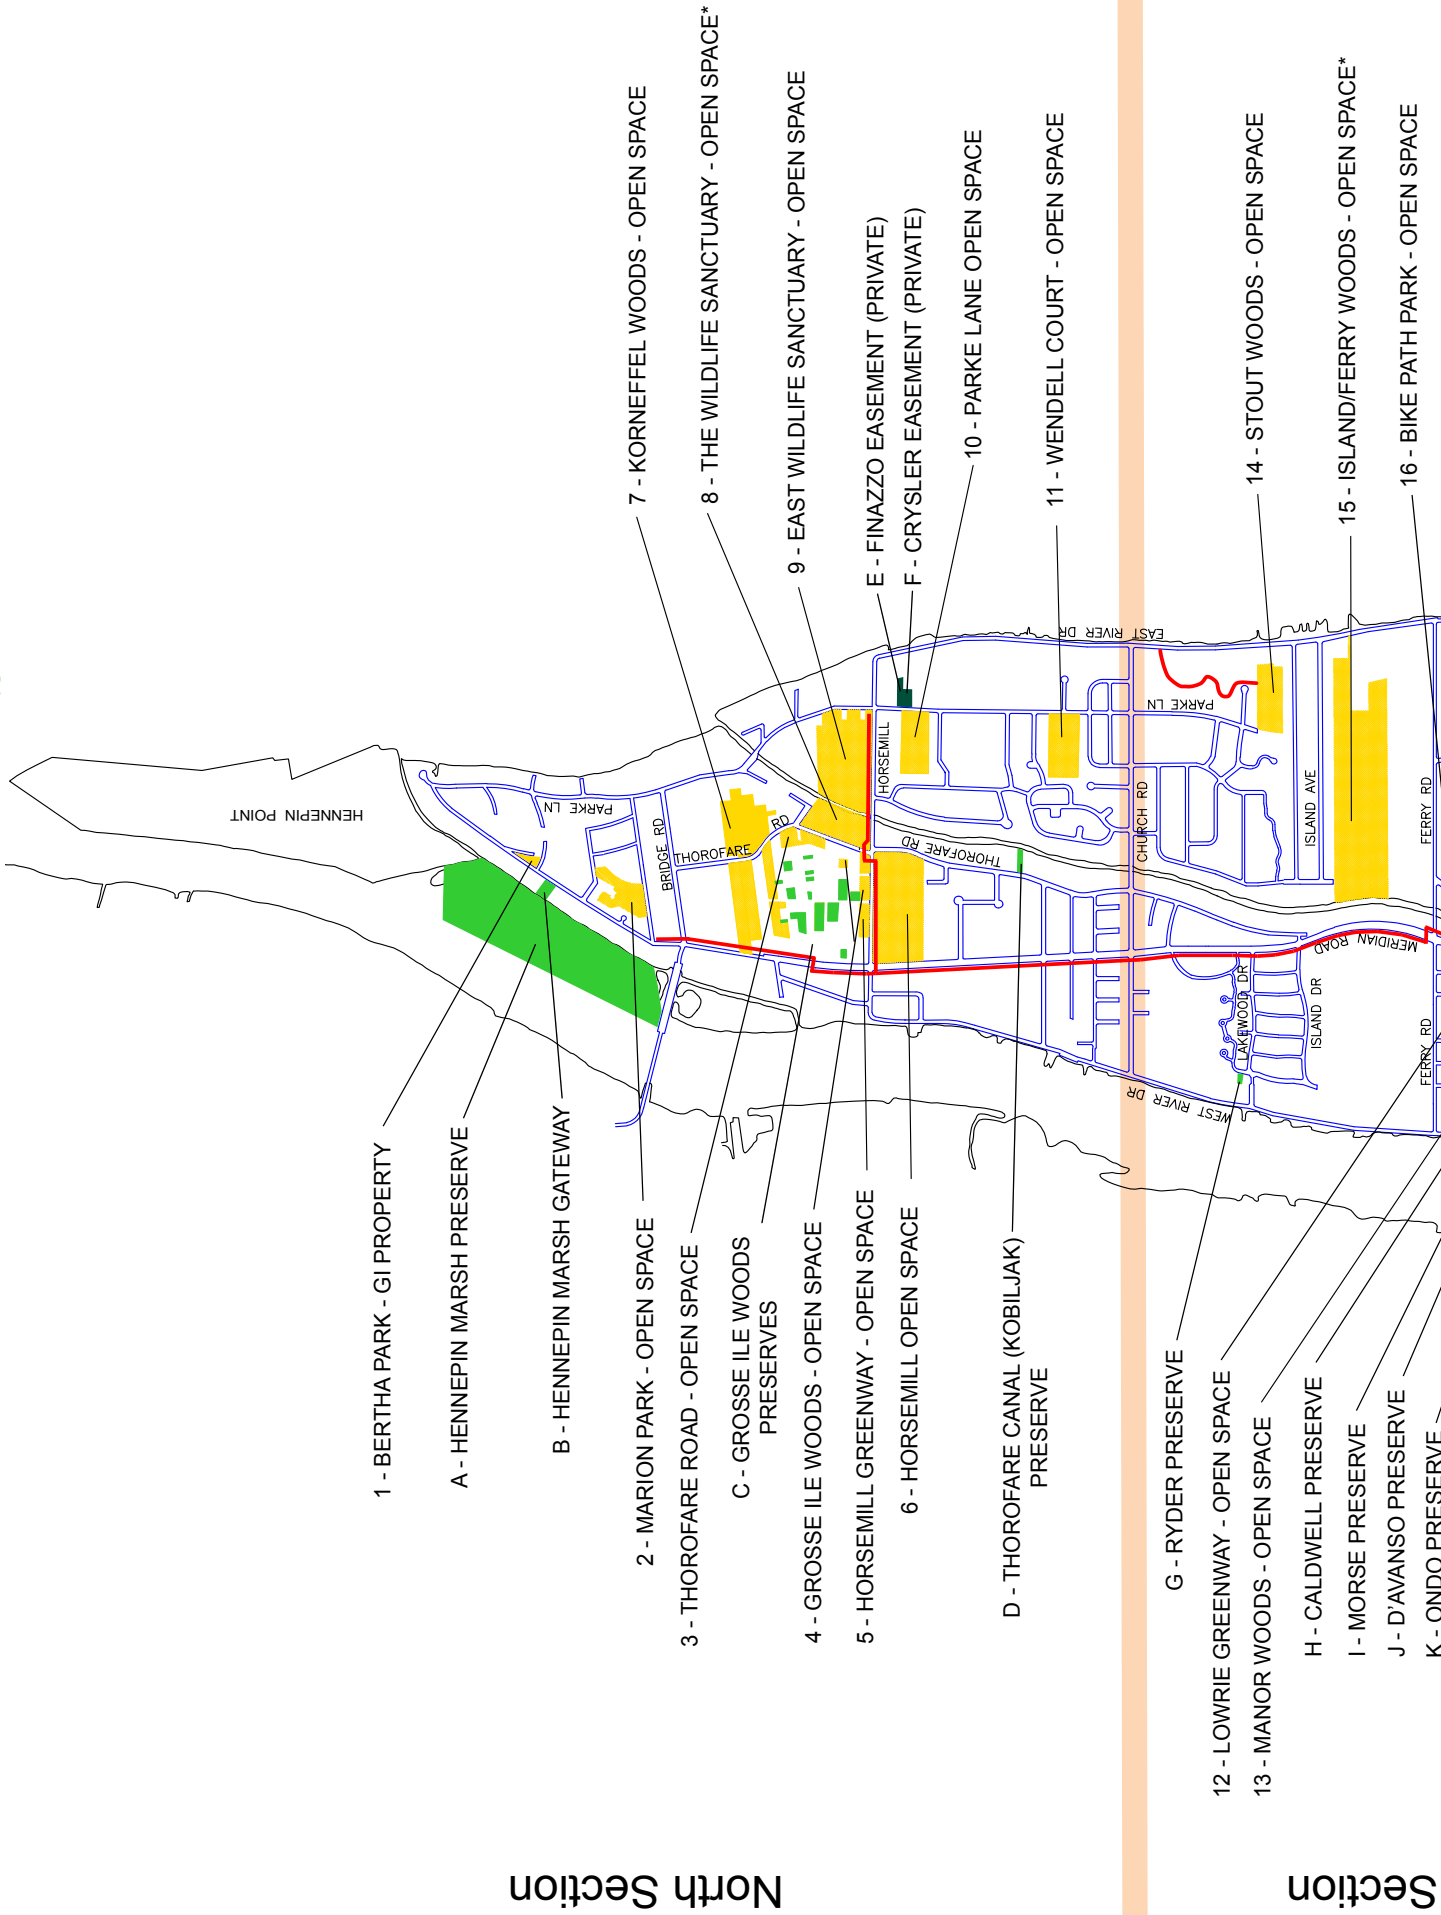 1 - BERTHA PARK - GI PROPERTY
A - HENNEPIN MARSH PRESERVE
B - HENNEPIN MARSH GATEWAY
2 - MARION PARK - OPEN SPACE
3 - THOROFARE ROAD - OPEN SPACE
C - GROSSE ILE WOODS
PRESERVES
4 - GROSSE ILE WOODS - OPEN SPACE
5 - HORSEMILL GREENWAY - OPEN SPACE
6 - HORSEMILL OPEN SPACE
D - THOROFARE CANAL (KOBILJAK)
PRESERVE
G - RYDER PRESERVE
12 - LOWRIE GREENWAY - OPEN SPACE
13 - MANOR WOODS - OPEN SPACE
H - CALDWELL PRESERVE
I - MORSE PRESERVE
J - D'AVANSO PRESERVE
K - ONDO PRESERVE
7 - KORNEFFEL WOODS - OPEN SPACE
8 - THE WILDLIFE SANCTUARY - OPEN SPACE*
9 - EAST WILDLIFE SANCTUARY - OPEN SPACE
E - FINAZZO EASEMENT (PRIVATE)
F - CRYSLER EASEMENT (PRIVATE)
10 - PARKE LANE OPEN SPACE
11 - WENDELL COURT - OPEN SPACE
14 - STOUT WOODS - OPEN SPACE
15 - ISLAND/FERRY WOODS - OPEN SPACE*
16 - BIKE PATH PARK - OPEN SPACE
HENNEPIN POINT
PARKE LN
BRIDGE RD
THOROFARE
RD
HORSEMILL
THOROFARE RD
EAST RIVER DR
PARKE LN
CHURCH RD
WEST RIVER DR
LAKEWOOD DR
ISLAND DR
ISLAND AVE
MERIDIAN ROAD
FERRY RD
FERRY RD
North Section
Section